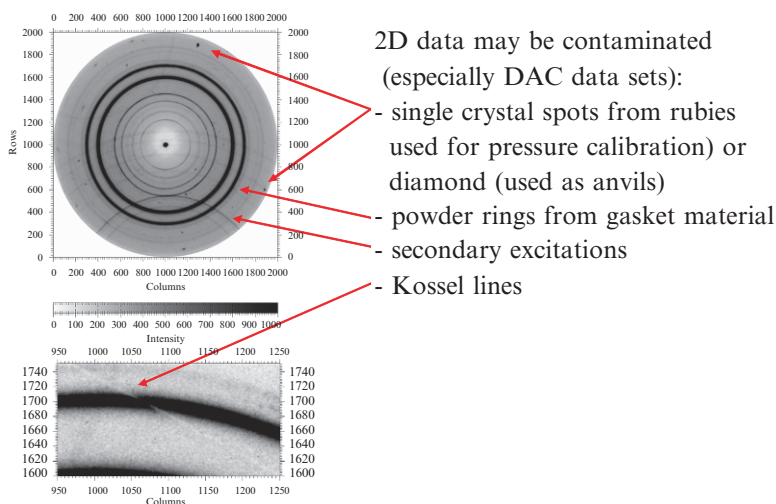 0 200 400 600 800 1000 1200 1400 1600 1800 2000
2000 2000
1800 1800
1600 1600
1400 1400
1200 1200
Rows
1000 1000
800 800
600 600
400 400
200 200
0 0
0 200 400 600 800 1000 1200 1400 1600 1800 2000
Columns
0 100 200 300 400 500 600 700 800 900 1000
Intensity
950 1000 1050 1100 1150 1200 1250
1740 1740
1720 1720
1700 1700
1680 1680
1660 1660
1640 1640
1620 1620
1600 1600
950 1000 1050 1100 1150 1200 1250
Columns
2D data may be contaminated
(especially DAC data sets):
- single crystal spots from rubies
used for pressure calibration) or
diamond (used as anvils)
- powder rings from gasket material
- secondary excitations
- Kossel lines